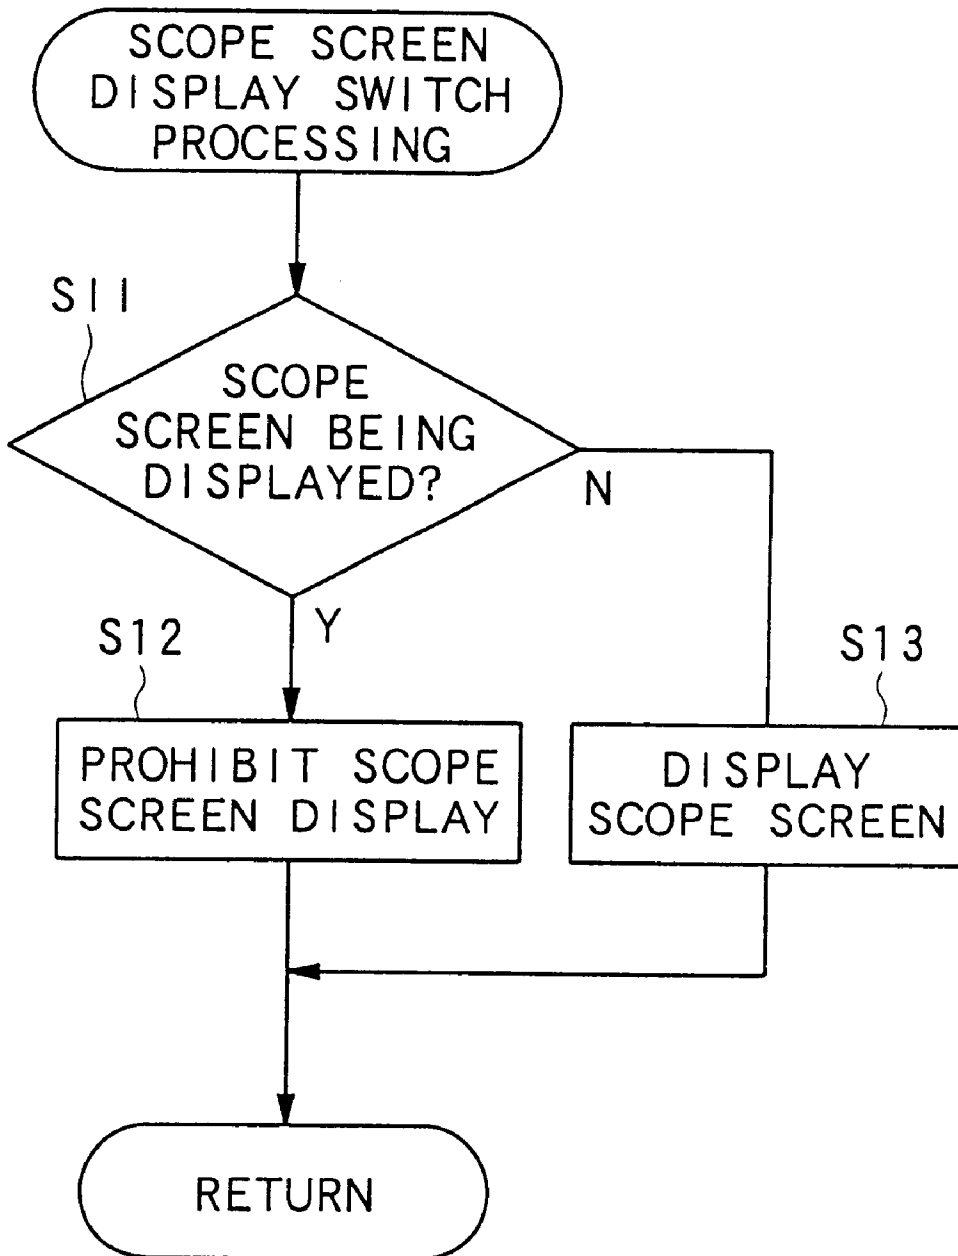 SCOPE SCREEN
DISPLAY SWITCH
PROCESSING
S11
SCOPE
SCREEN BEING
DISPLAYED?
N
Y
S12
S13
PROHIBIT SCOPE
SCREEN DISPLAY
DISPLAY
SCOPE SCREEN
RETURN